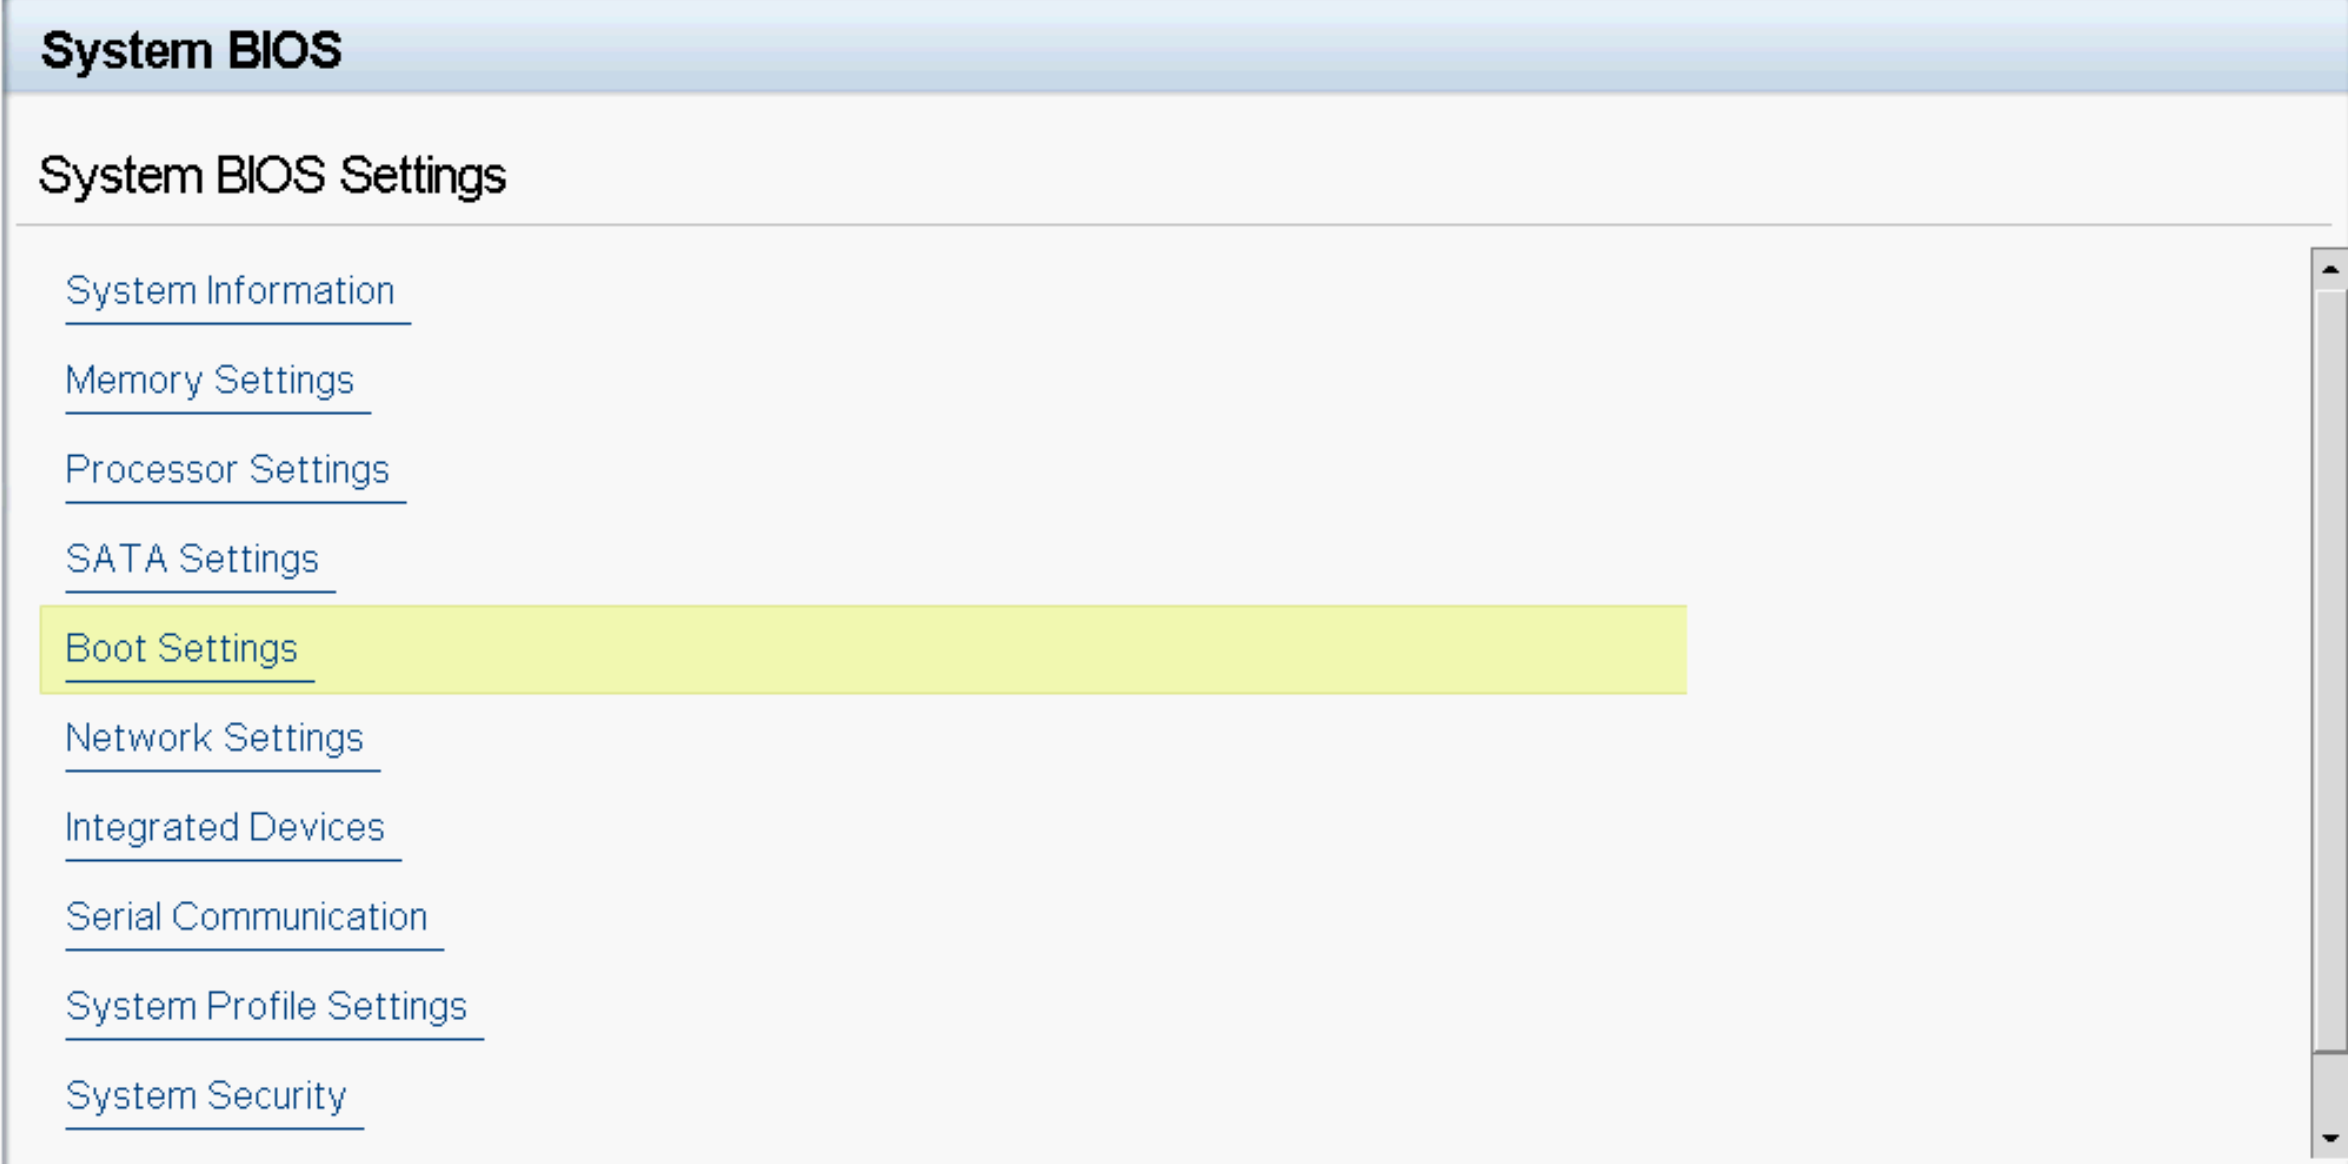 System BIOS
System BIOS Settings
System Information
Memory Settings
Processor Settings
SATA Settings
Boot Settings
Network Settings
Integrated Devices
Serial Communication
System Profile Settings
System Security